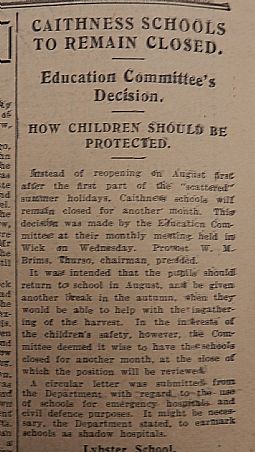 CAITHNESS SCHOOLS
TO REMAIN CLOSED.
Education Committee's
Decision.
HOW CHILDREN SHOULD BE
PROTECTED.
Instead of reopening on August first
after the first part of the "scattered"
summer holidays, Caithness schools will
remain closed for another month. This
decision was made by the Education Com-
mittee at their monthly meeting held in
Wick on Wednesday. Provost W. M.
Brims, Thurso, chairman, presided.
It was intended that the pupils should
return to school in August, and be given
another break in the autumn, when they
would be able to help with the ingather-
ing of the harvest. In the interests of
the children's safety, however, the Com-
mittee deemed it wise to have the schools
closed for another month, at the close of
which the position will be reviewed.
A circular letter was submitted from
the Department with regard to the use
of schools for emergency hospitals and
civil defence purposes. It might be neces-
sary, the Department stated, to earmark
schools as shadow hospitals.
Lybster School.